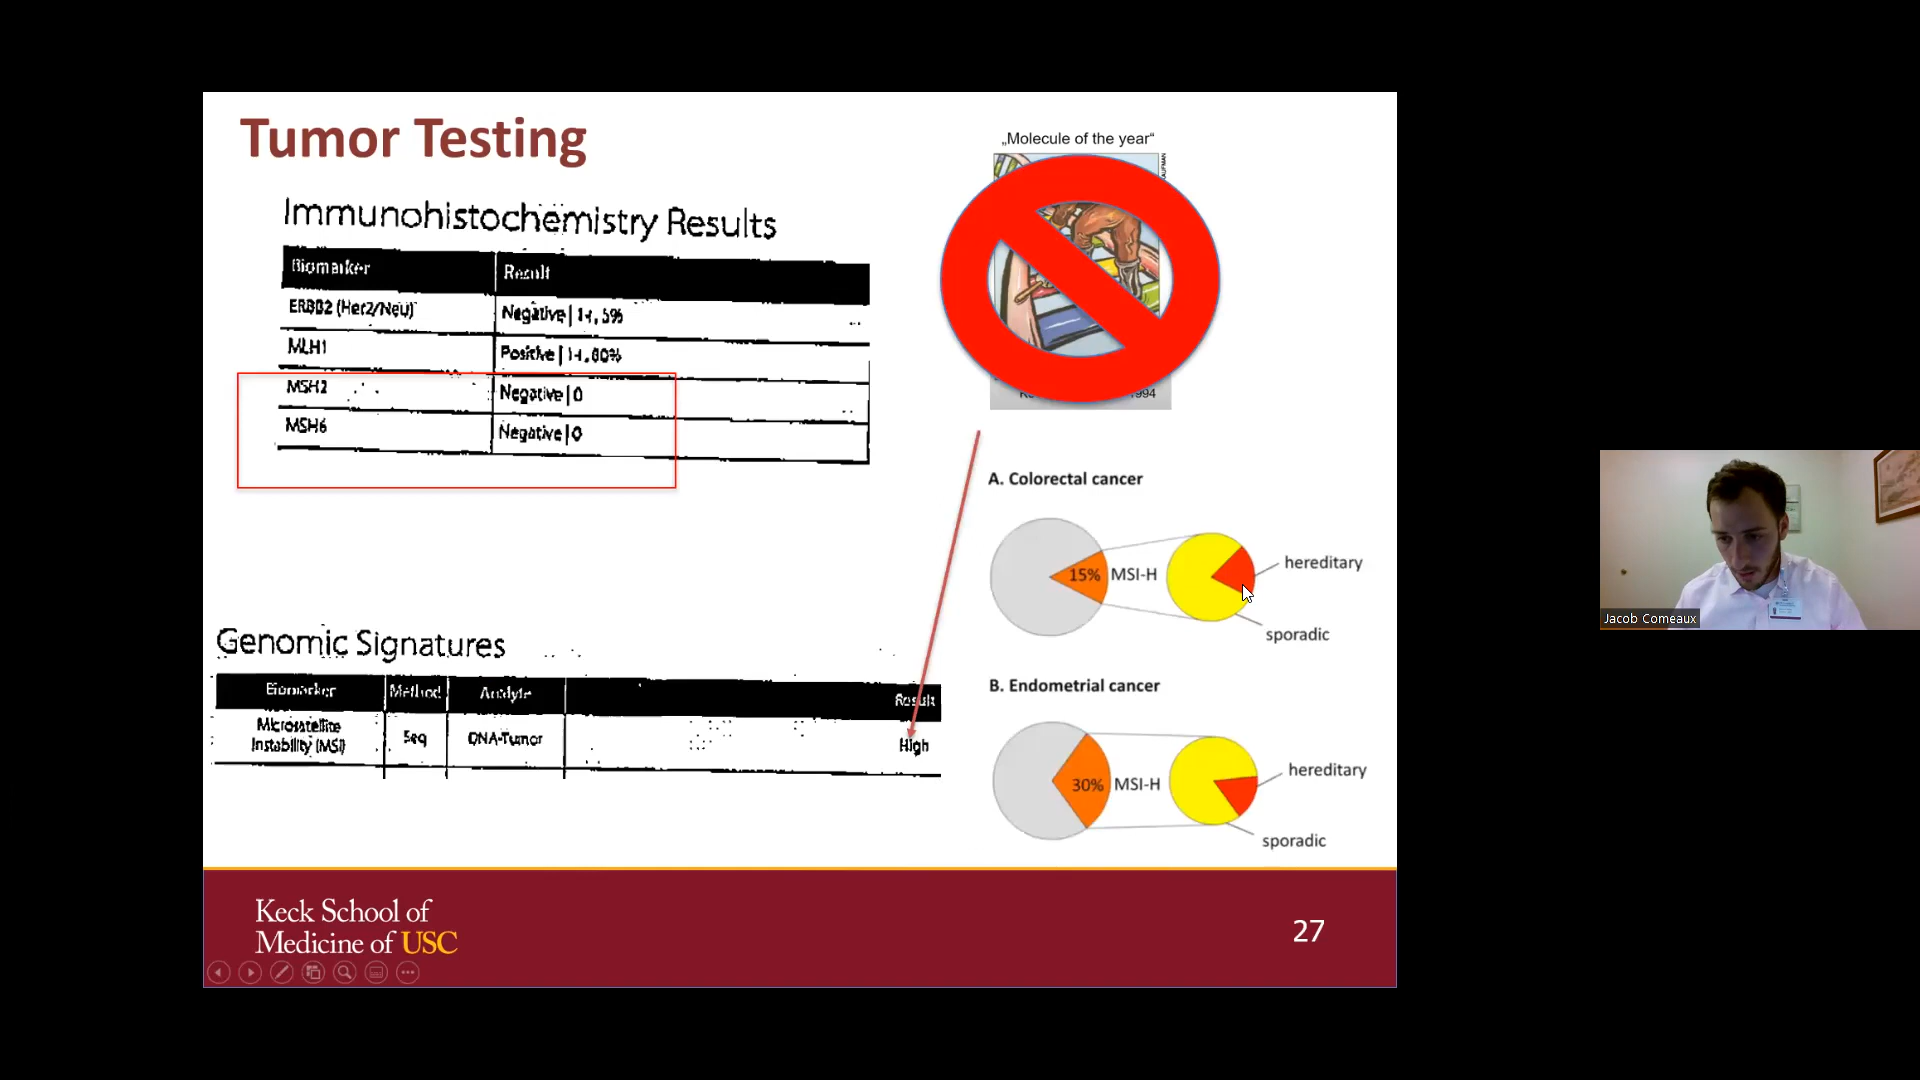 Tumor Testing
Immunohistochemistry Results
Biomarker Result
ERBB2 (Her2/Neu) Negative | 1+, 5%
MLH1 Positive | 1+, 80%
MSH2 Negative | 0
MSH6 Negative | 0
Genomic Signatures
Biomarker Method Analyte Result
Microsatellite
Instability (MSI) Seq DNA-Tumor High
„Molecule of the year“
1994
A. Colorectal cancer
15% MSI-H
hereditary
sporadic
B. Endometrial cancer
30% MSI-H
hereditary
sporadic
Keck School of
Medicine of USC
27
Jacob Comeaux